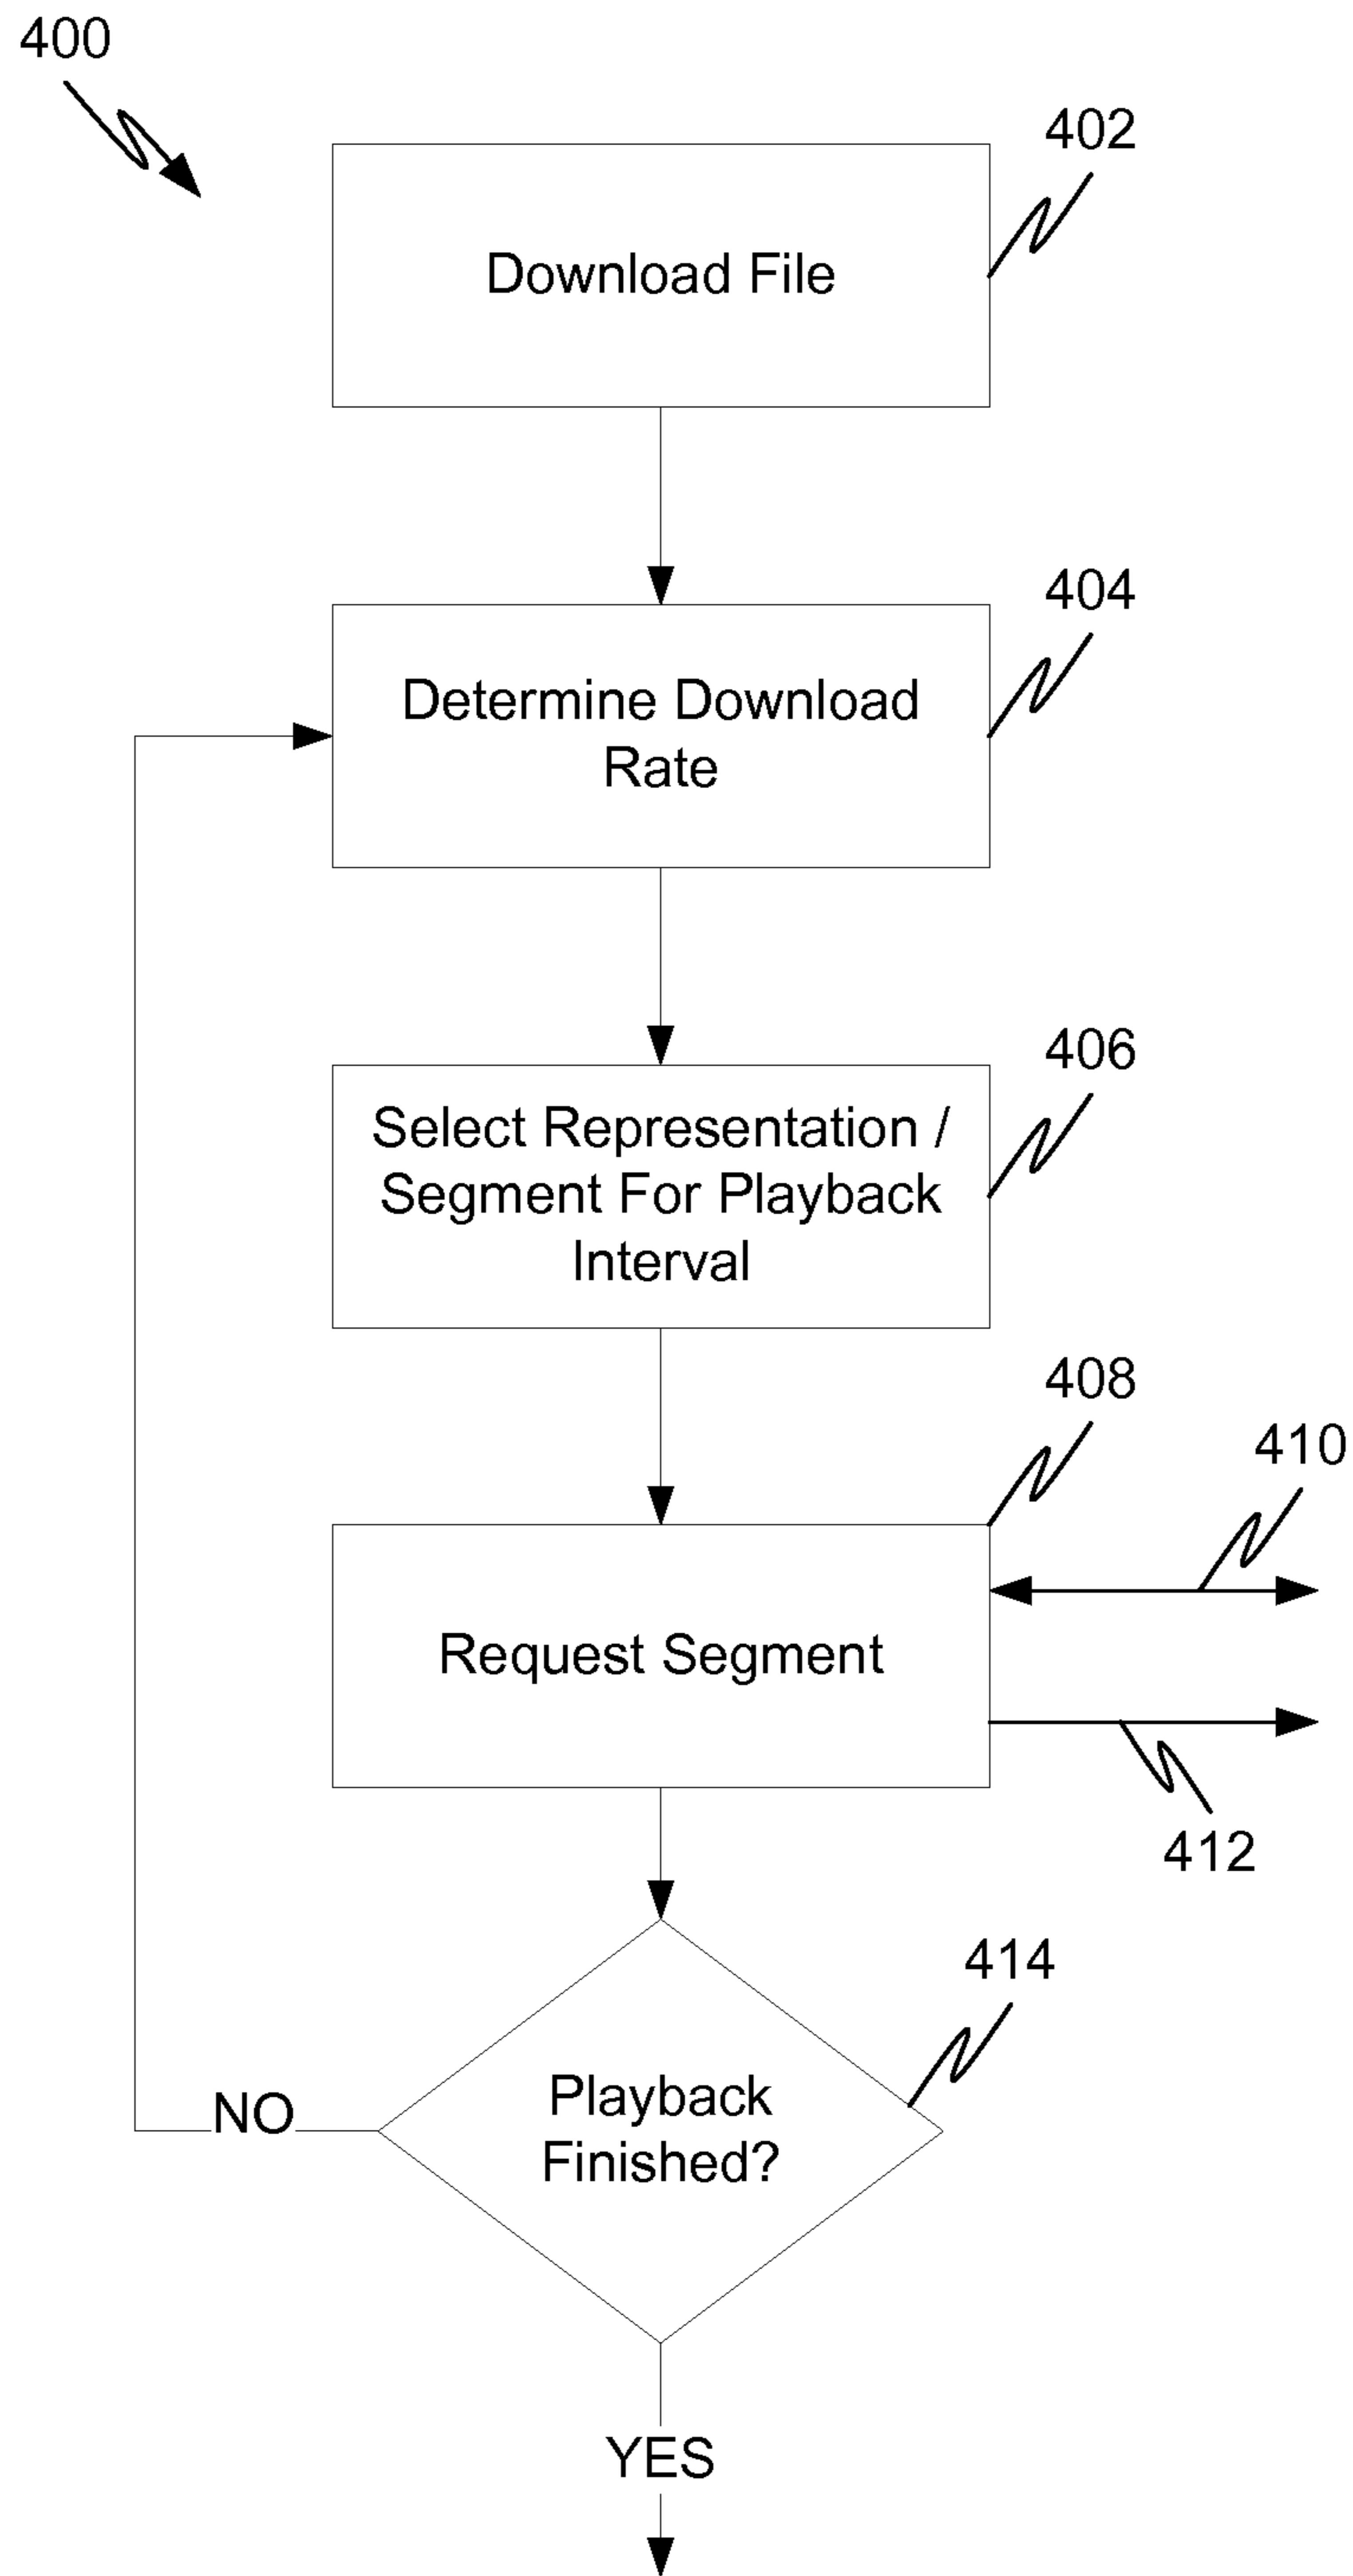 400
402
Download File
404
Determine Download
Rate
406
Select Representation /
Segment For Playback
Interval
408
410
Request Segment
412
414
Playback
Finished?
NO
YES